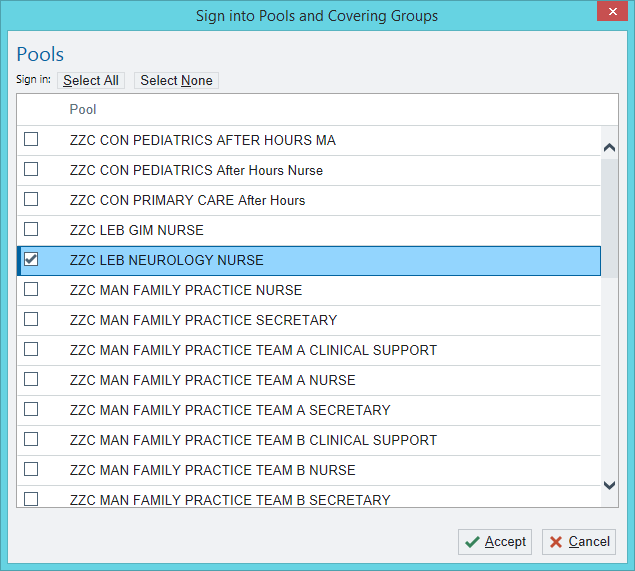 Sign into Pools and Covering Groups
Pools
Sign in: Select All Select None
Pool
ZZC CON PEDIATRICS AFTER HOURS MA
ZZC CON PEDIATRICS After Hours Nurse
ZZC CON PRIMARY CARE After Hours
ZZC LEB GIM NURSE
ZZC LEB NEUROLOGY NURSE
ZZC MAN FAMILY PRACTICE NURSE
ZZC MAN FAMILY PRACTICE SECRETARY
ZZC MAN FAMILY PRACTICE TEAM A CLINICAL SUPPORT
ZZC MAN FAMILY PRACTICE TEAM A NURSE
ZZC MAN FAMILY PRACTICE TEAM A SECRETARY
ZZC MAN FAMILY PRACTICE TEAM B CLINICAL SUPPORT
ZZC MAN FAMILY PRACTICE TEAM B NURSE
ZZC MAN FAMILY PRACTICE TEAM B SECRETARY
Accept Cancel